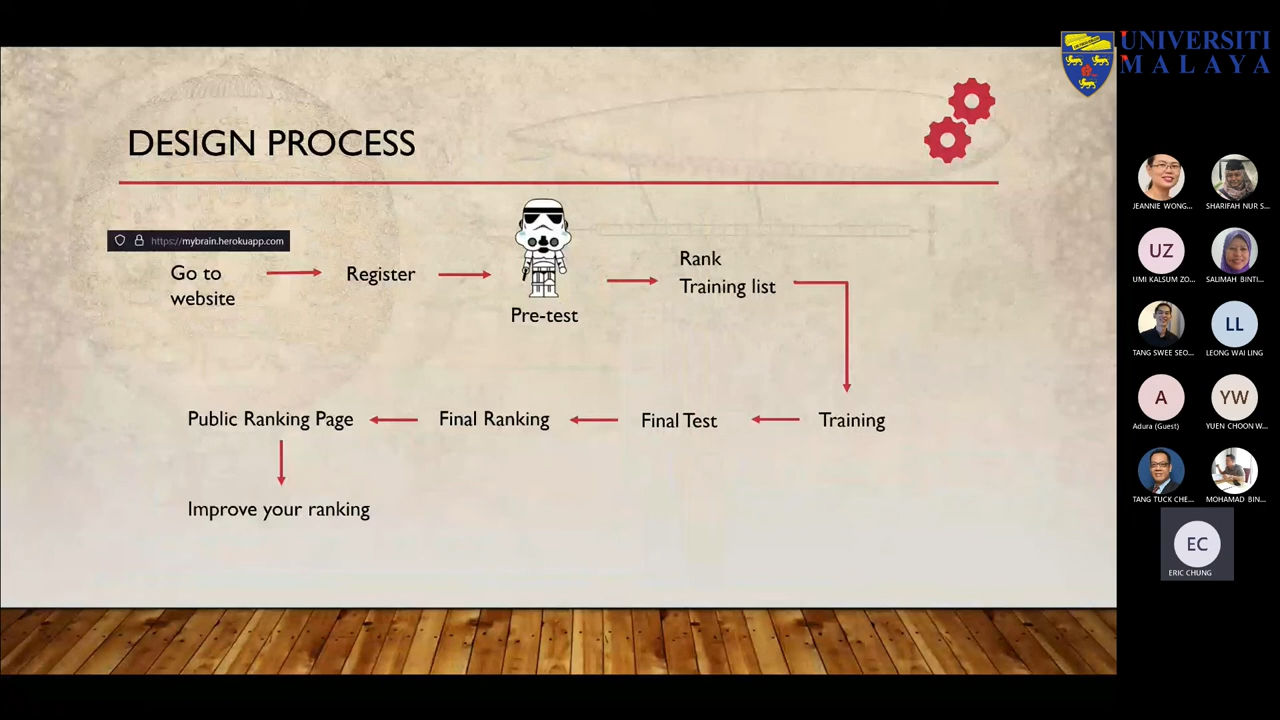 UNIVERSITI
MALAYA
DESIGN PROCESS
https://mybrain.herokuapp.com
Go to
website
Register
Pre-test
Rank
Training list
Public Ranking Page
Final Ranking
Final Test
Training
Improve your ranking
JEANNIE WONG...
SHARIFAH NUR S...
UZ
UMI KALSUM ZO...
SALIMAH BINTI...
TANG SWEE SEO...
LL
LEONG WAI LING
A
Adura (Guest)
YW
YUEN CHOON W...
TANG TUCK CHE...
MOHAMAD BIN...
EC
ERIC CHUNG